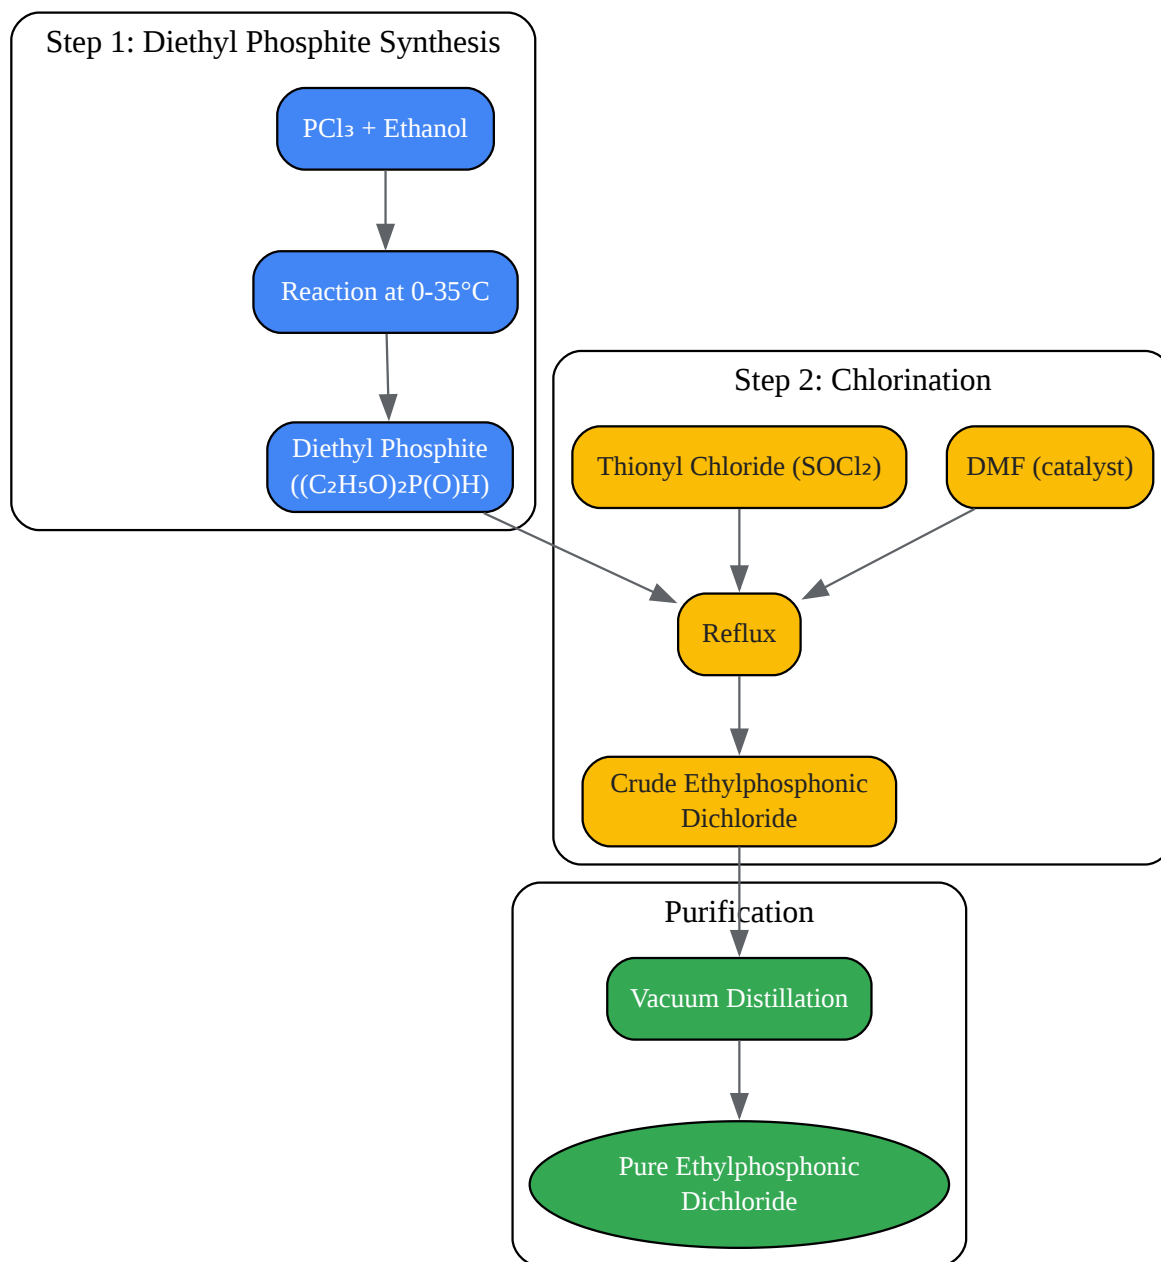 Step 1: Diethyl Phosphite Synthesis
PCl₃ + Ethanol
Reaction at 0-35°C
Diethyl Phosphite
((C₂H₅O)₂P(O)H)
Step 2: Chlorination
Thionyl Chloride (SOCl₂)
DMF (catalyst)
Reflux
Crude Ethylphosphonic
Dichloride
Purification
Vacuum Distillation
Pure Ethylphosphonic
Dichloride